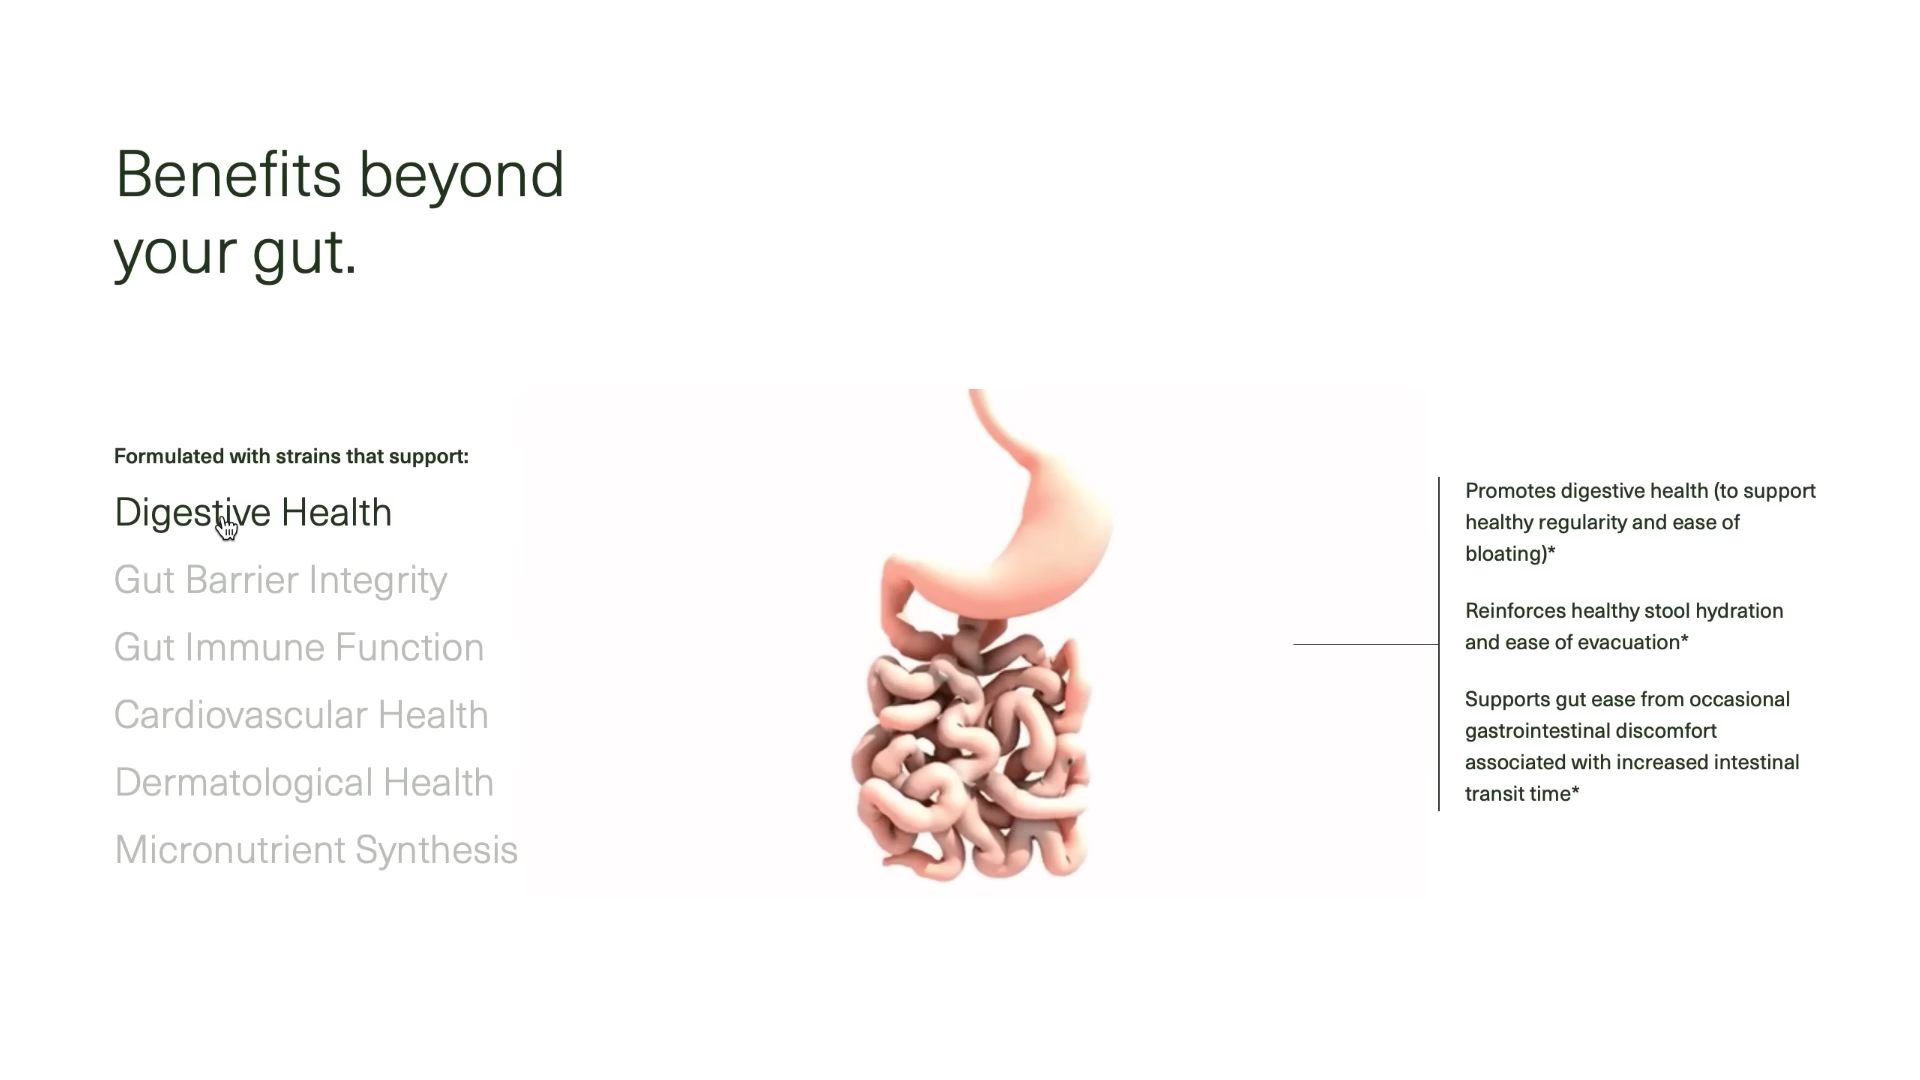 Benefits beyond
your gut.
Formulated with strains that support:
Digestive Health
Gut Barrier Integrity
Gut Immune Function
Cardiovascular Health
Dermatological Health
Micronutrient Synthesis
Promotes digestive health (to support
healthy regularity and ease of
bloating)*
Reinforces healthy stool hydration
and ease of evacuation*
Supports gut ease from occasional
gastrointestinal discomfort
associated with increased intestinal
transit time*